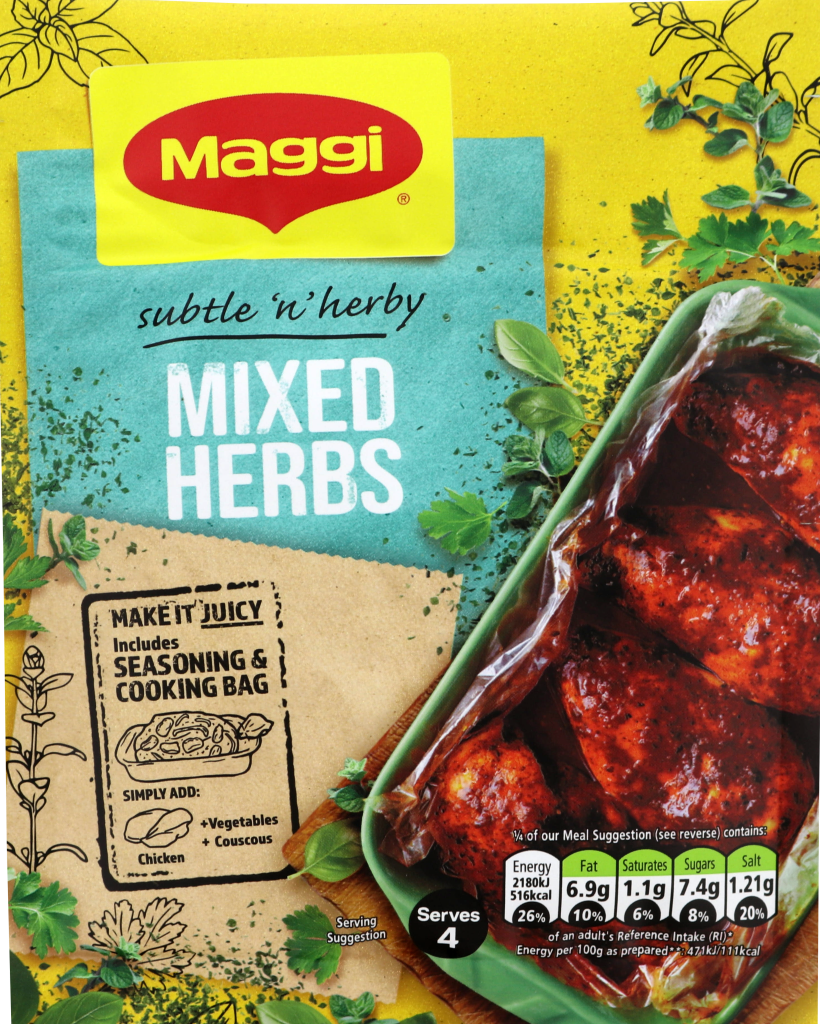 Maggi
®
subtle 'n' herby
MIXED
HERBS
MAKE IT JUICY
Includes
SEASONING &
COOKING BAG
SIMPLY ADD:
+Vegetables
+ Couscous
Chicken
Serving
Suggestion
Serves
4
¼ of our Meal Suggestion (see reverse) contains:
Energy
2180kJ
516kcal
26%
Fat
6.9g
10%
Saturates
1.1g
6%
Sugars
7.4g
8%
Salt
1.21g
20%
of an adult's Reference Intake (RI)*
Energy per 100g as prepared**: 471kJ/111kcal